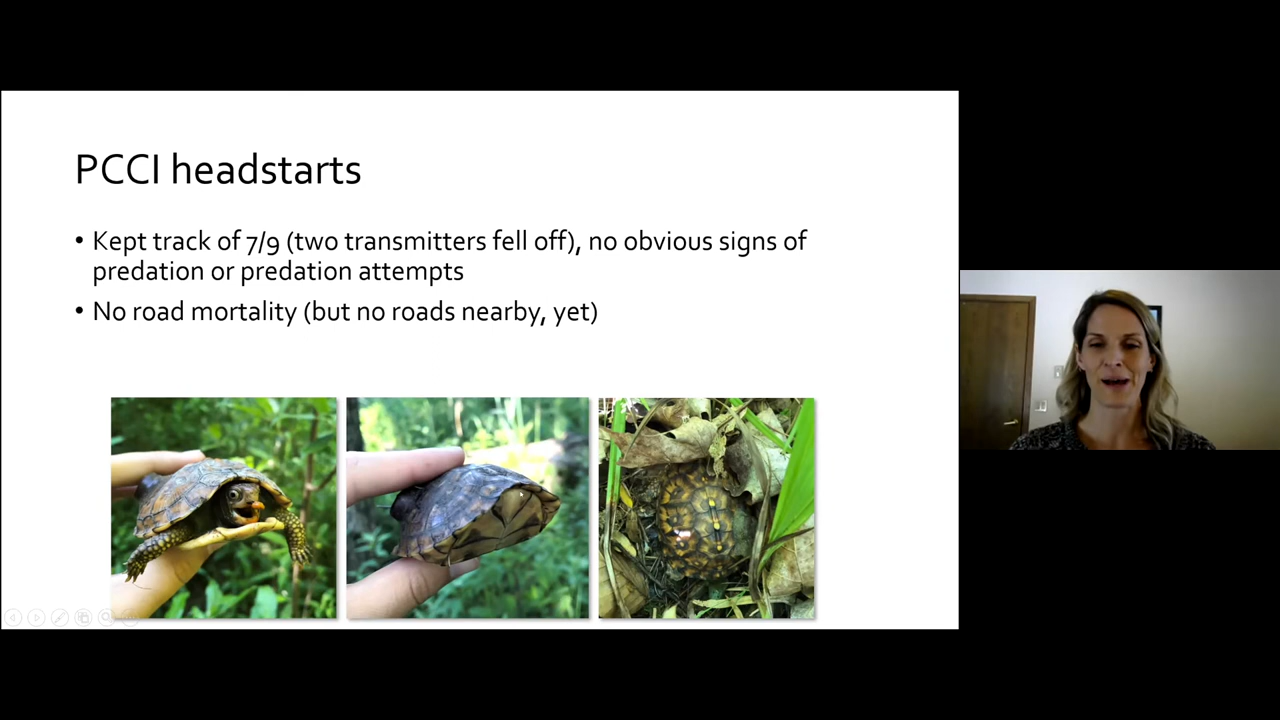 PCCI headstarts
• Kept track of 7/9 (two transmitters fell off), no obvious signs of
predation or predation attempts
• No road mortality (but no roads nearby, yet)